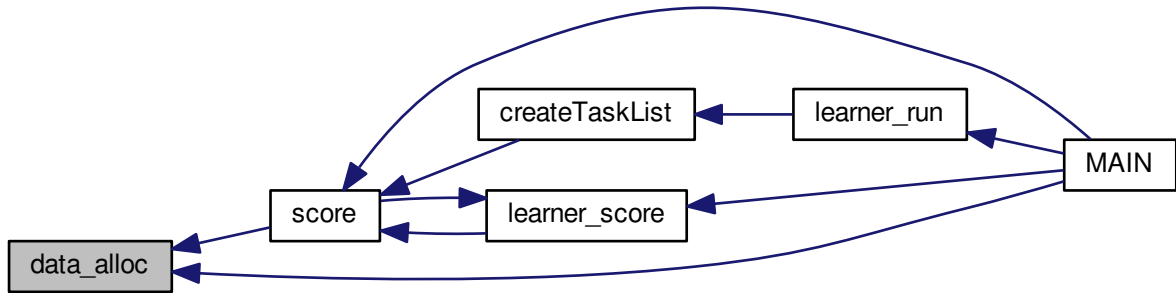 createTaskList
learner_run
MAIN
score
learner_score
data_alloc